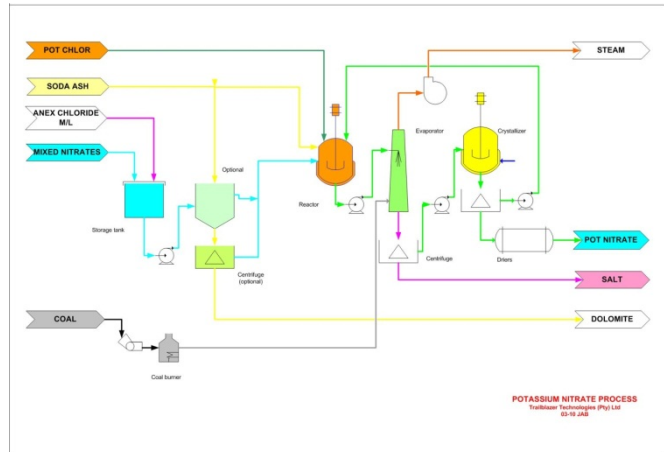 POT CHLOR
STEAM
SODA ASH
ANEX CHLORIDE
M/L
MIXED NITRATES
Optional
Evaporator
Crystallizer
Reactor
Storage tank
Centrifuge
(optional)
Centrifuge
Driers
POT NITRATE
SALT
COAL
DOLOMITE
Coal burner
POTASSIUM NITRATE PROCESS
Trailblazer Technologies (Pty) Ltd
03-10 JAB